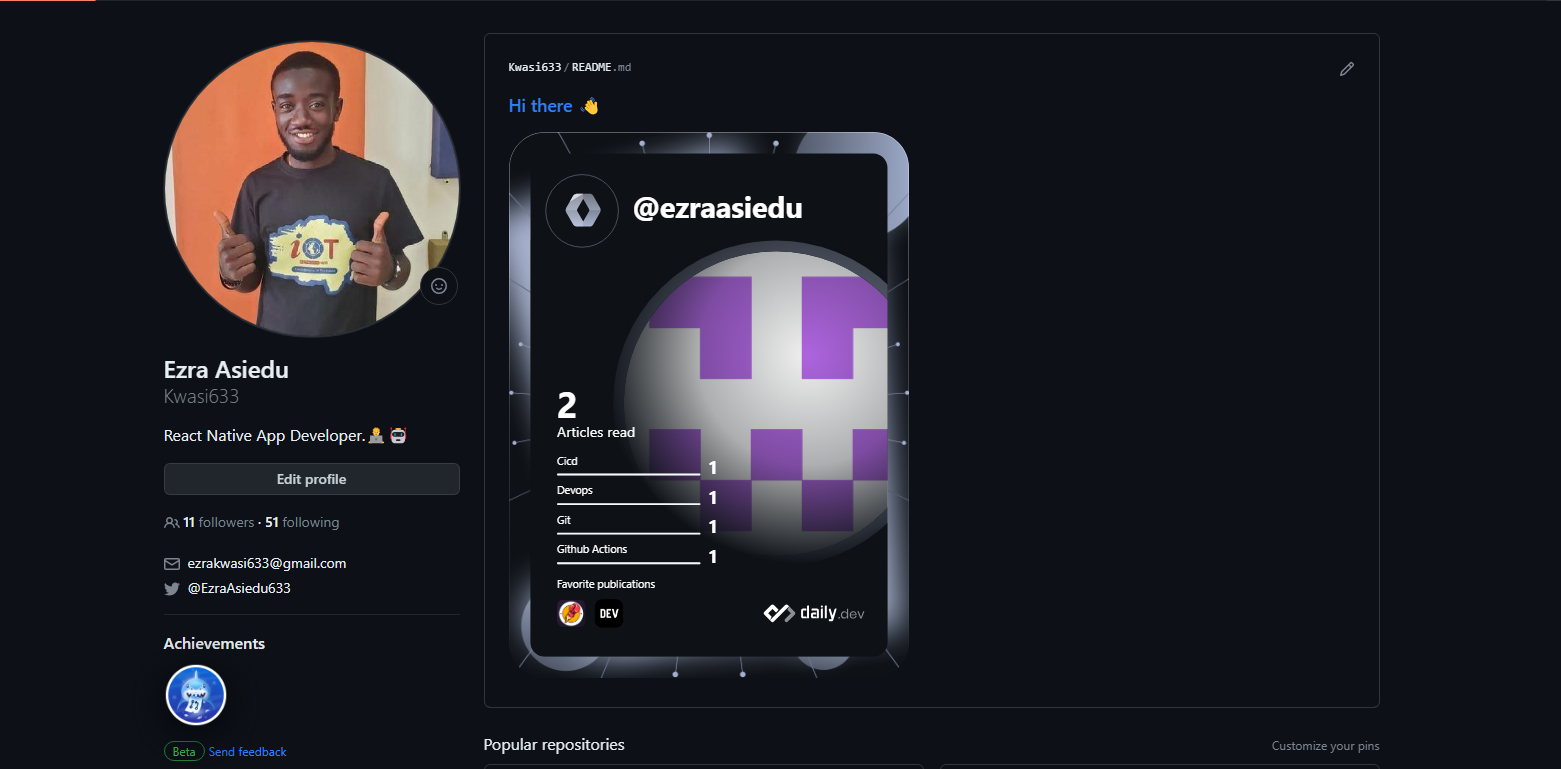 Kwasi633/README.md
Hi there 👋
@ezraasiedu
2
Articles read
Cicd 1
Devops 1
Git 1
Github Actions 1
Favorite publications
DEV
daily.dev
iOT
Ezra Asiedu
Kwasi633
React Native App Developer.
Edit profile
11 followers · 51 following
ezrakwasi633@gmail.com
@EzraAsiedu633
Achievements
Beta Send feedback
Popular repositories
Customize your pins